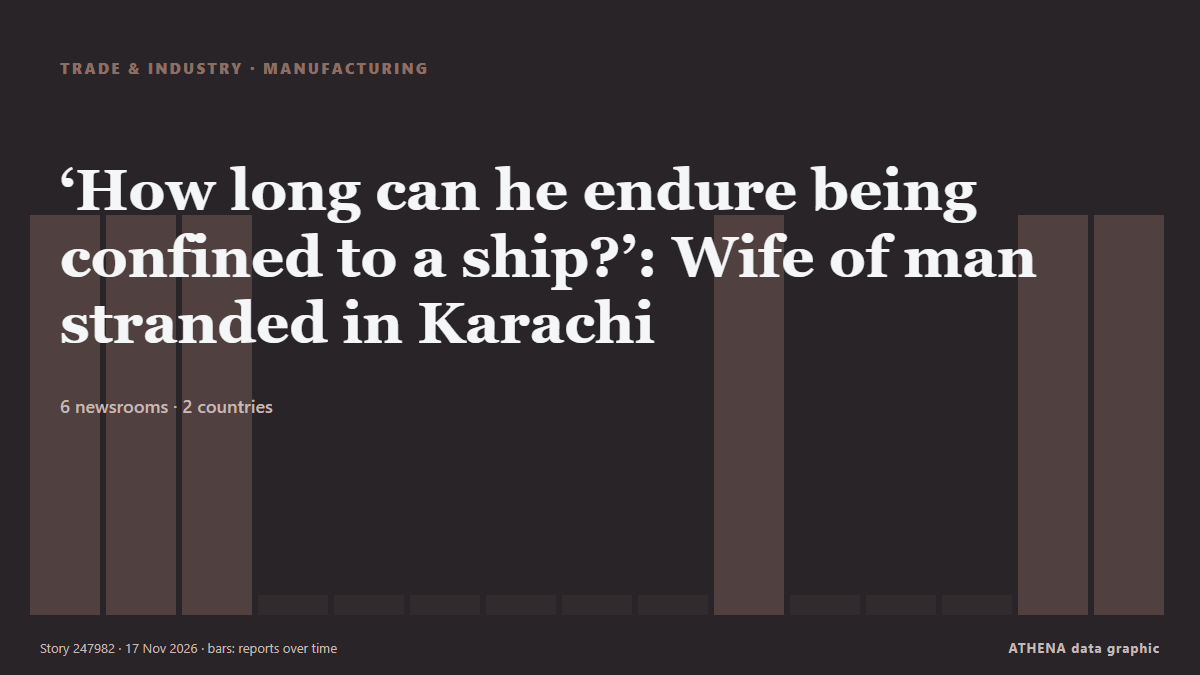 TRADE & INDUSTRY · MANUFACTURING
‘How long can he endure being
confined to a ship?’: Wife of man
stranded in Karachi
6 newsrooms · 2 countries
Story 247982 · 17 Nov 2026 · bars: reports over time
ATHENA data graphic